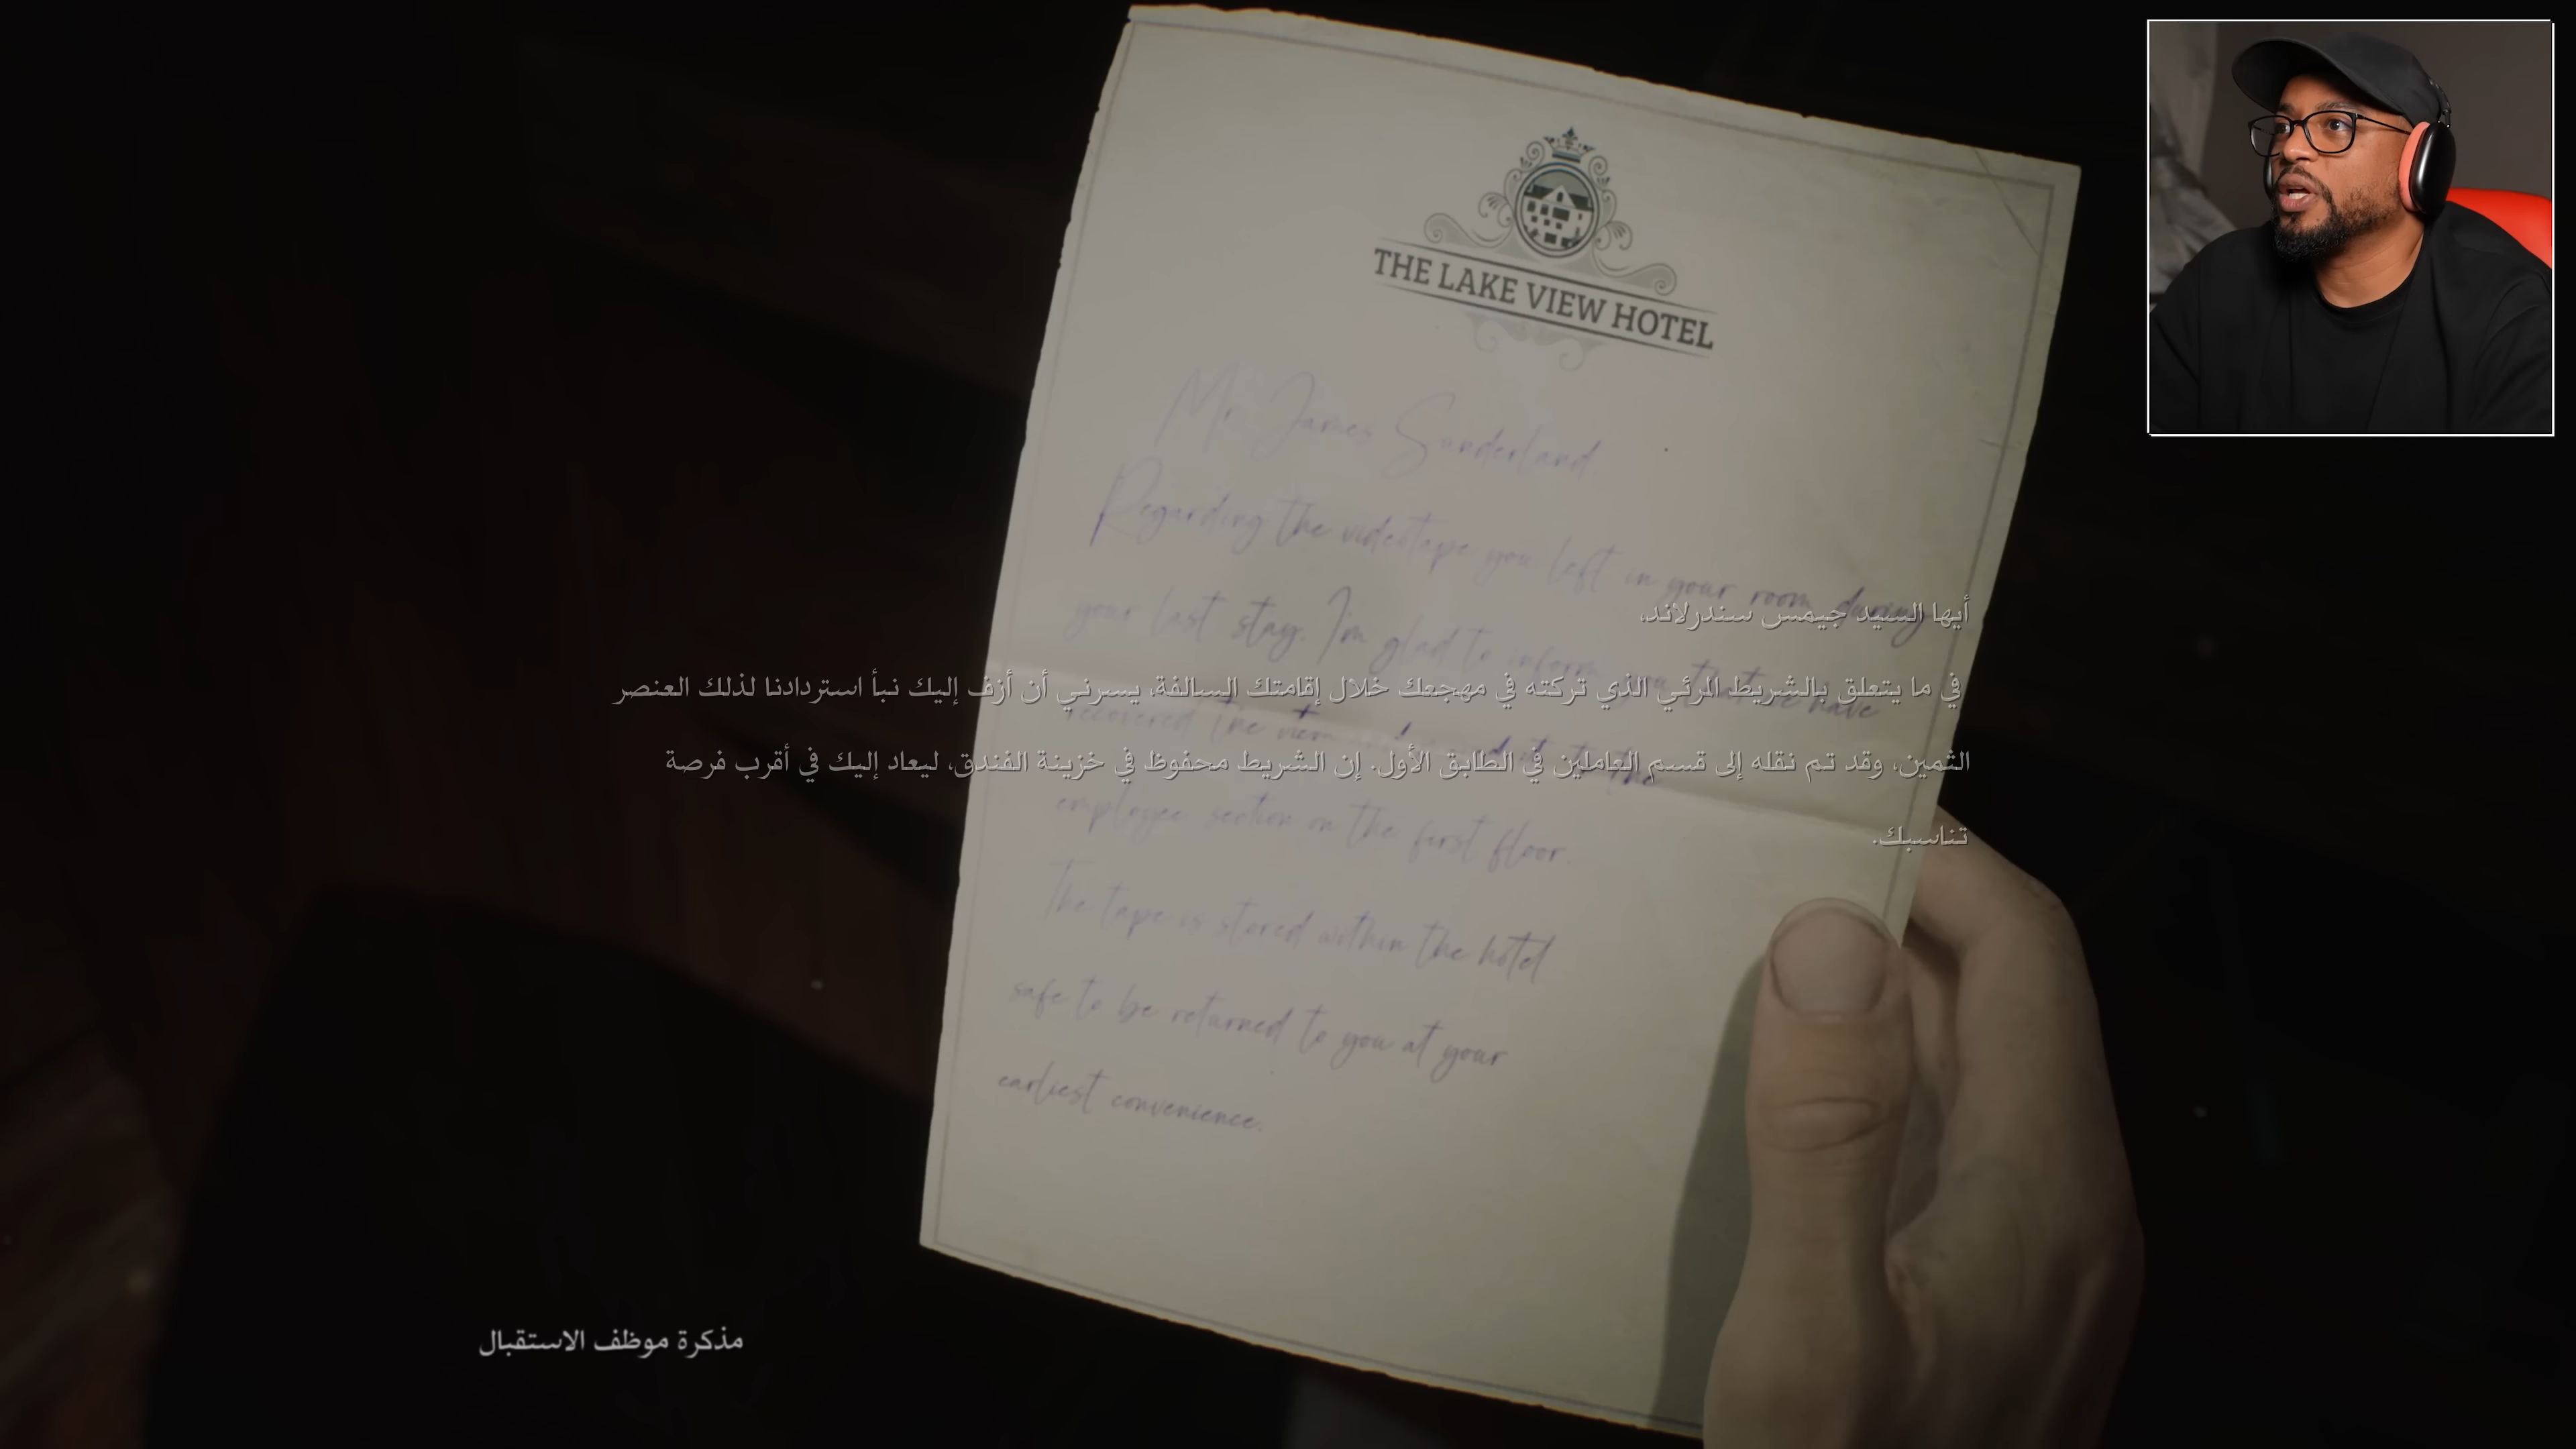 THE LAKE VIEW HOTEL
Mr. James Sunderland.
Regarding the videotape you left in your room during
your last stay. I'm glad to inform you that we have
recovered the item
employee section on the first floor.
The tape is stored within the hotel
safe to be returned to you at your
earliest convenience.
أيها السيد جيمس سندرلاند،
في ما يتعلق بالشريط المرئي الذي تركته في مهجعك خلال إقامتك السالفة، يسرني أن أزف إليك نبأ استردادنا لذلك العنصر
الثمين، وقد تم نقله إلى قسم العاملين في الطابق الأول. إن الشريط محفوظ في خزينة الفندق، ليعاد إليك في أقرب فرصة
تناسبك.
مذكرة موظف الاستقبال